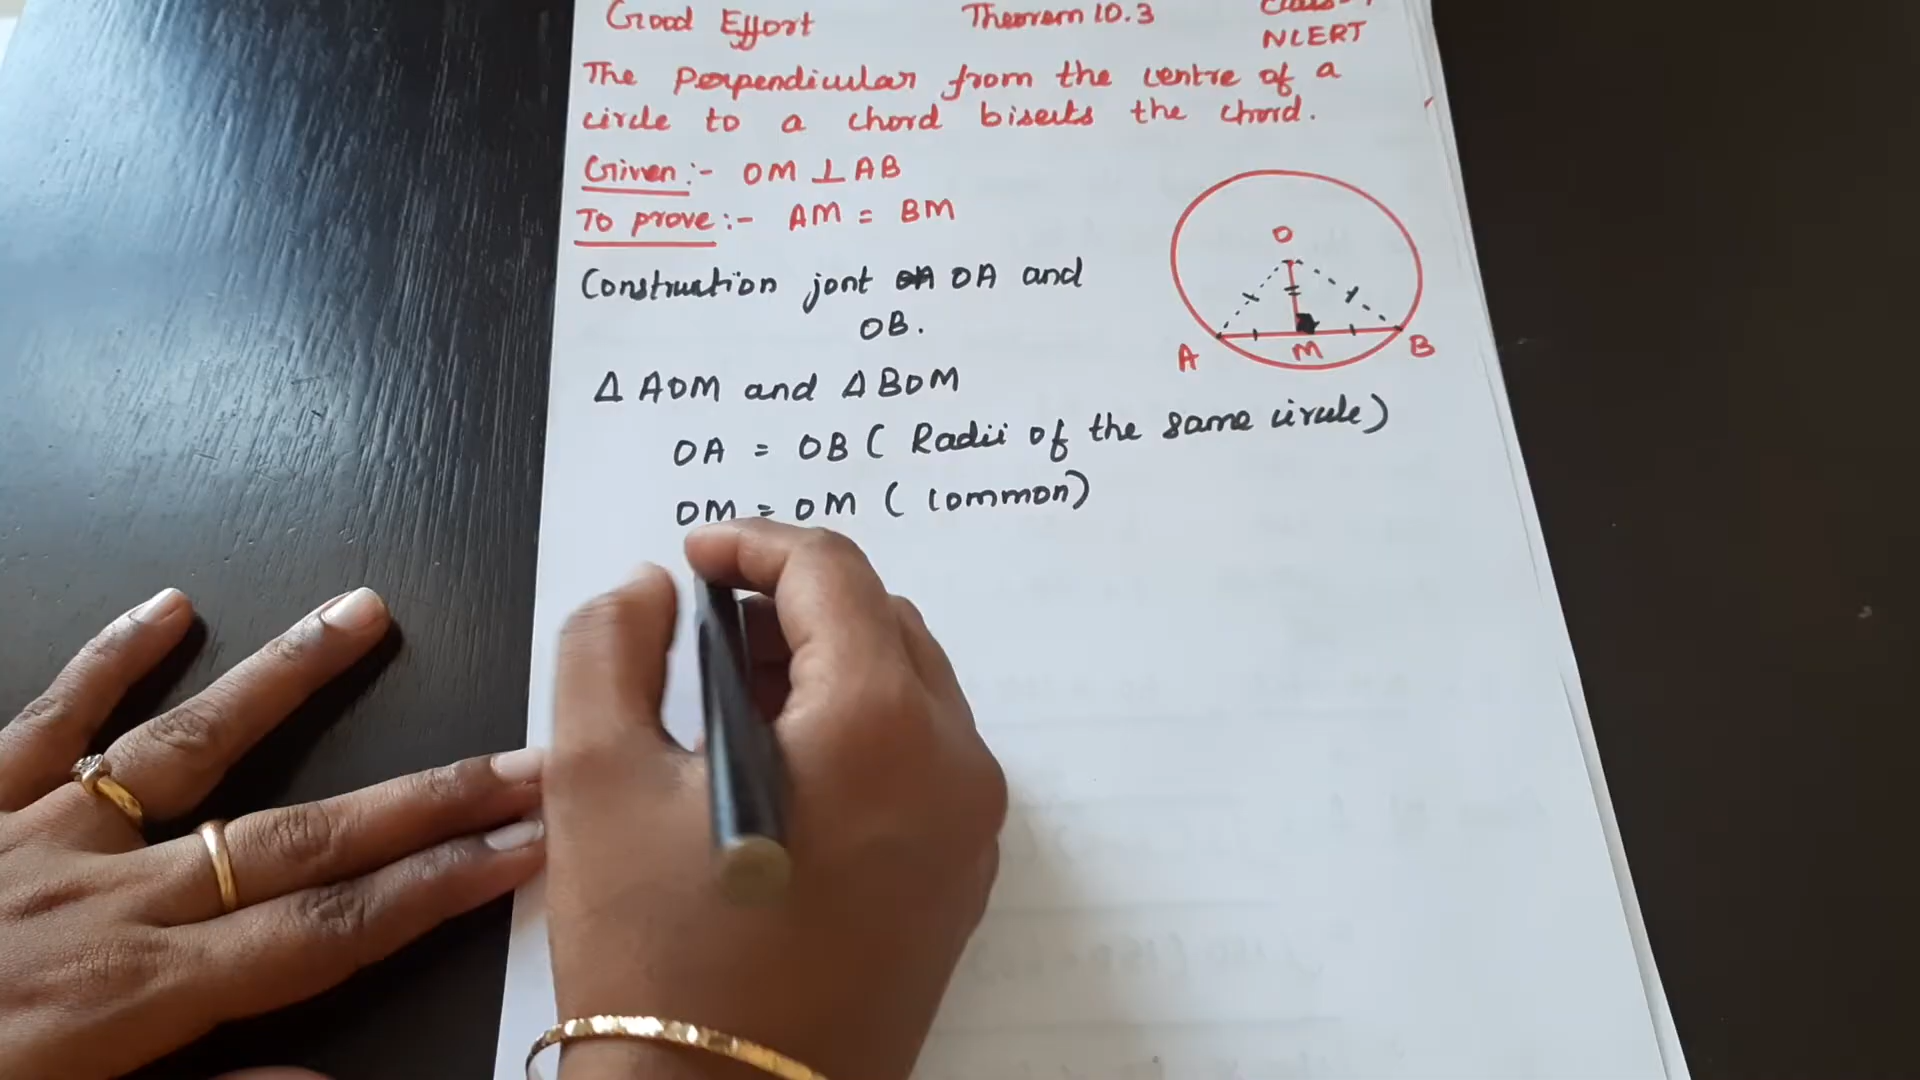 Good Effort Theorem 10.3
NCERT
The perpendicular from the centre of a
circle to a chord bisects the chord.
Given :- OM ⊥ AB
To prove :- AM = BM
Construction jont OA and
OB.
Δ AOM and Δ BOM
OA = OB ( Radii of the same circle )
OM = OM ( common )
O
A M B